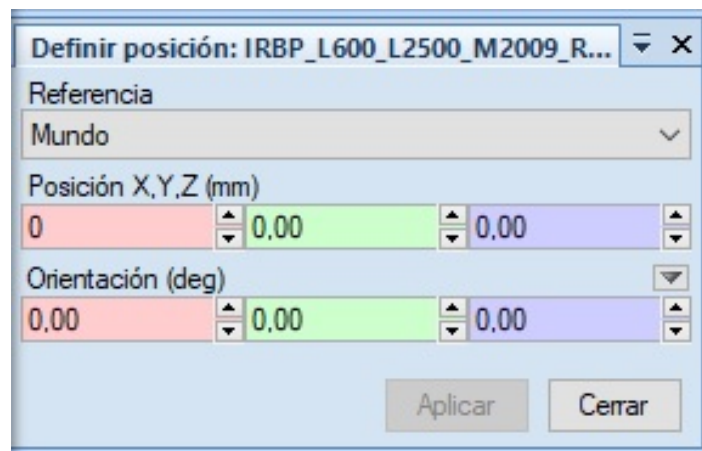 Definir posición: IRBP_L600_L2500_M2009_R...
Referencia
Mundo
Posición X,Y,Z (mm)
0 0,00 0,00
Orientación (deg)
0,00 0,00 0,00
Aplicar Cerrar